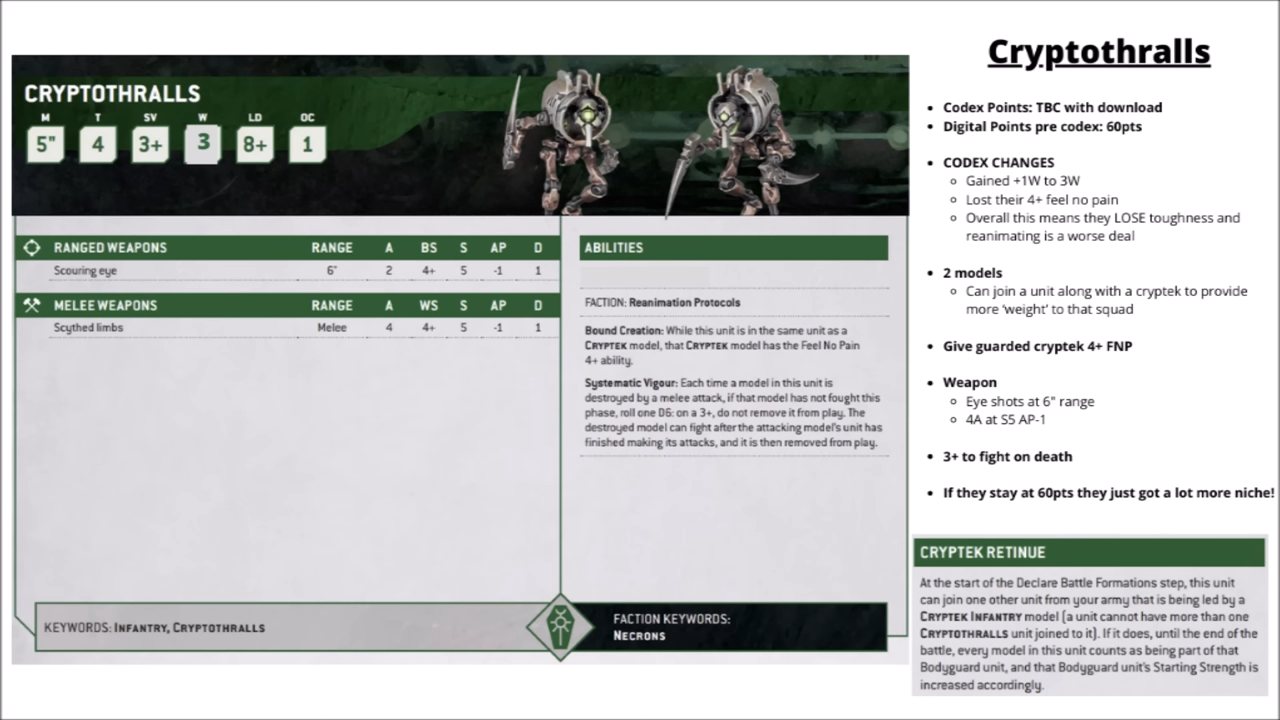 CRYPTOTHRALLS
M T SV W LD OC
5" 4 3+ 3 8+ 1
RANGED WEAPONS RANGE A BS S AP D
Scouring eye 6" 2 4+ 5 -1 1
MELEE WEAPONS RANGE A WS S AP D
Scythed limbs Melee 4 4+ 5 -1 1
ABILITIES
FACTION: Reanimation Protocols
Bound Creation: While this unit is in the same unit as a
CRYPTEK model, that CRYPTEK model has the Feel No Pain
4+ ability.
Systematic Vigour: Each time a model in this unit is
destroyed by a melee attack, if that model has not fought this
phase, roll one D6: on a 3+, do not remove it from play. The
destroyed model can fight after the attacking model's unit has
finished making its attacks, and it is then removed from play.
KEYWORDS: INFANTRY, CRYPTOTHRALLS
FACTION KEYWORDS:
NECRONS
Cryptothralls
• Codex Points: TBC with download
• Digital Points pre codex: 60pts
• CODEX CHANGES
◦ Gained +1W to 3W
◦ Lost their 4+ feel no pain
◦ Overall this means they LOSE toughness and
reanimating is a worse deal
• 2 models
◦ Can join a unit along with a cryptek to provide
more 'weight' to that squad
• Give guarded cryptek 4+ FNP
• Weapon
◦ Eye shots at 6" range
◦ 4A at S5 AP-1
• 3+ to fight on death
• If they stay at 60pts they just got a lot more niche!
CRYPTEK RETINUE
At the start of the Declare Battle Formations step, this unit
can join one other unit from your army that is being led by a
CRYPTEK INFANTRY model (a unit cannot have more than one
CRYPTOTHRALLS unit joined to it). If it does, until the end of the
battle, every model in this unit counts as being part of that
Bodyguard unit, and that Bodyguard unit's Starting Strength is
increased accordingly.